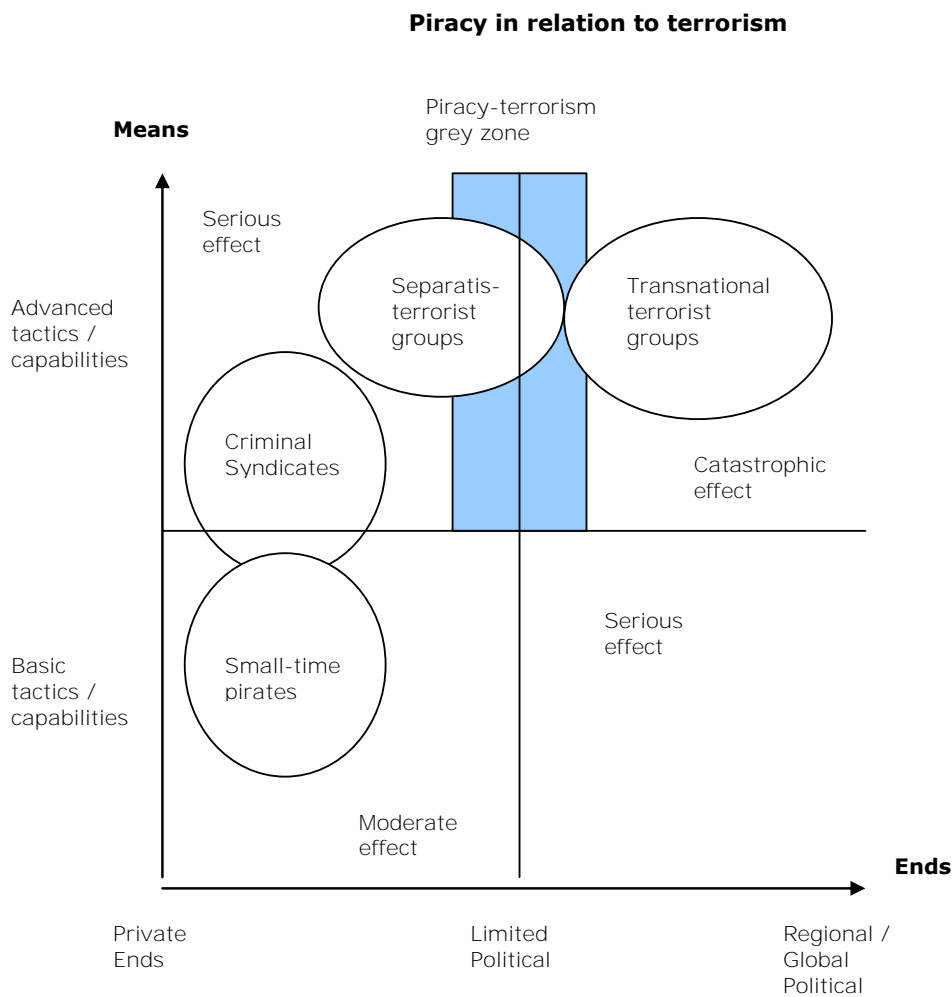 Piracy in relation to terrorism
Piracy-terrorism
grey zone
Means
Serious
effect
Separatis-
terrorist
groups
Transnational
terrorist
groups
Advanced
tactics /
capabilities
Criminal
Syndicates
Catastrophic
effect
Serious
effect
Basic
tactics /
capabilities
Small-time
pirates
Moderate
effect
Ends
Private
Ends
Limited
Political
Regional /
Global
Political